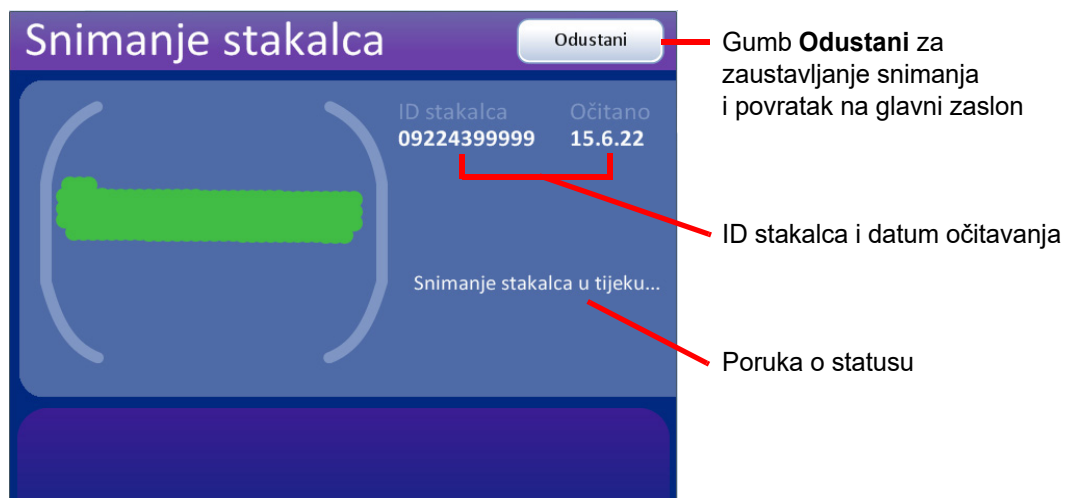 Snimanje stakalca
Odustani
Gumb Odustani za
zaustavljanje snimanja
i povratak na glavni zaslon
ID stakalca Očitano
09224399999 15.6.22
ID stakalca i datum očitavanja
Snimanje stakalca u tijeku...
Poruka o statusu